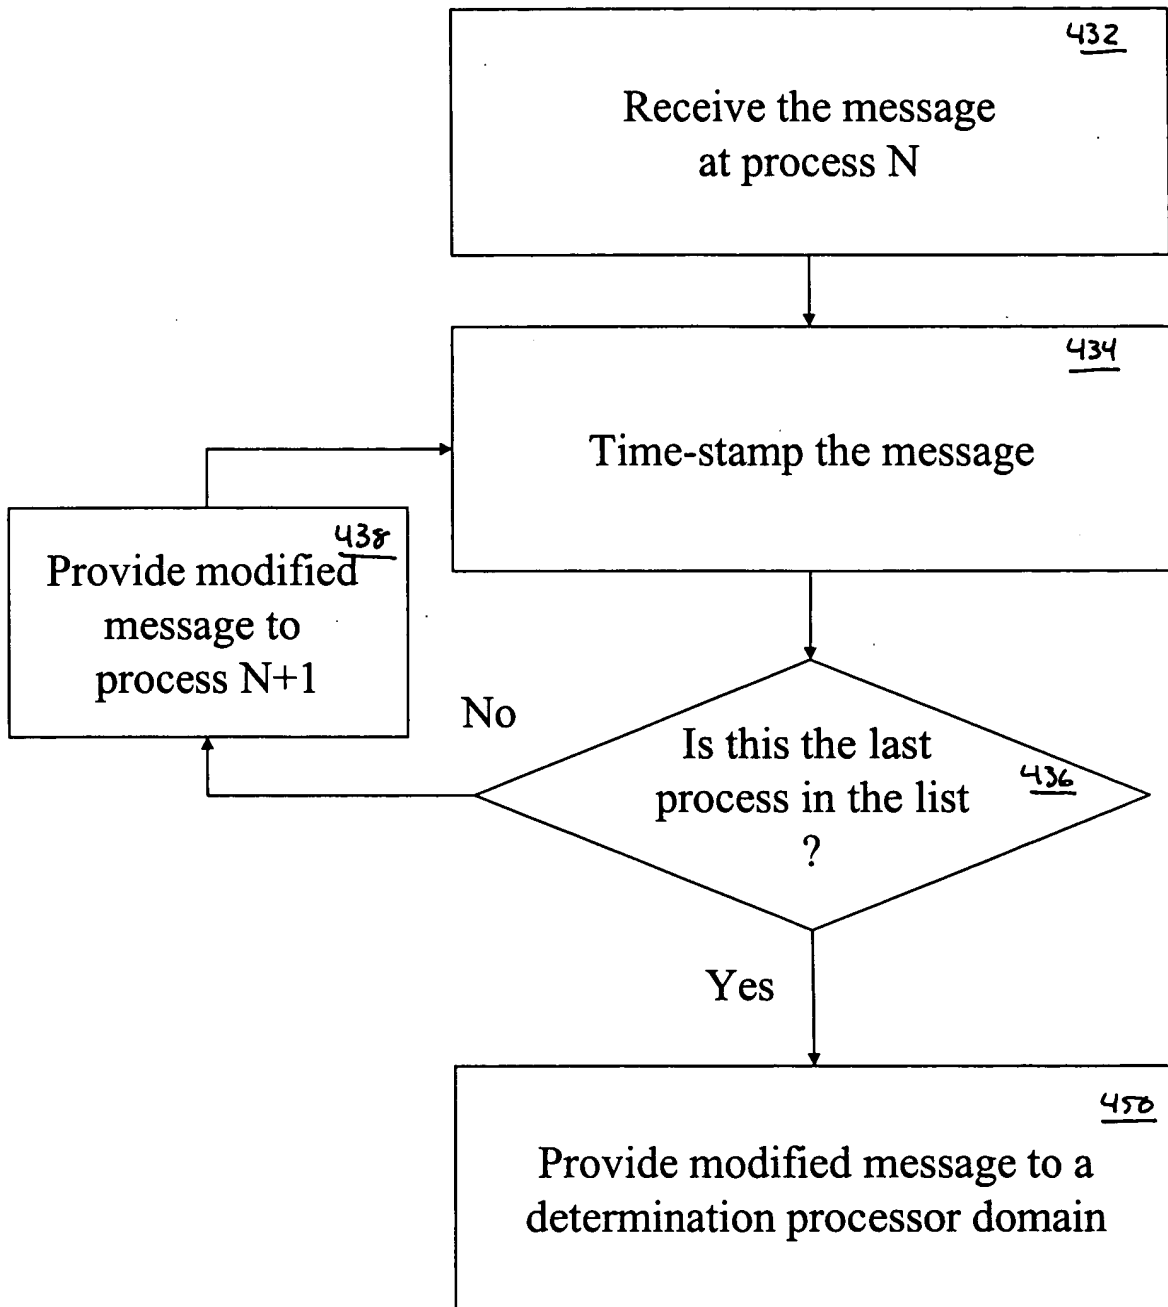 432
Receive the message
at process N
434
Time-stamp the message
438
Provide modified
message to
process N+1
No
Is this the last
process in the list
?
436
Yes
450
Provide modified message to a
determination processor domain